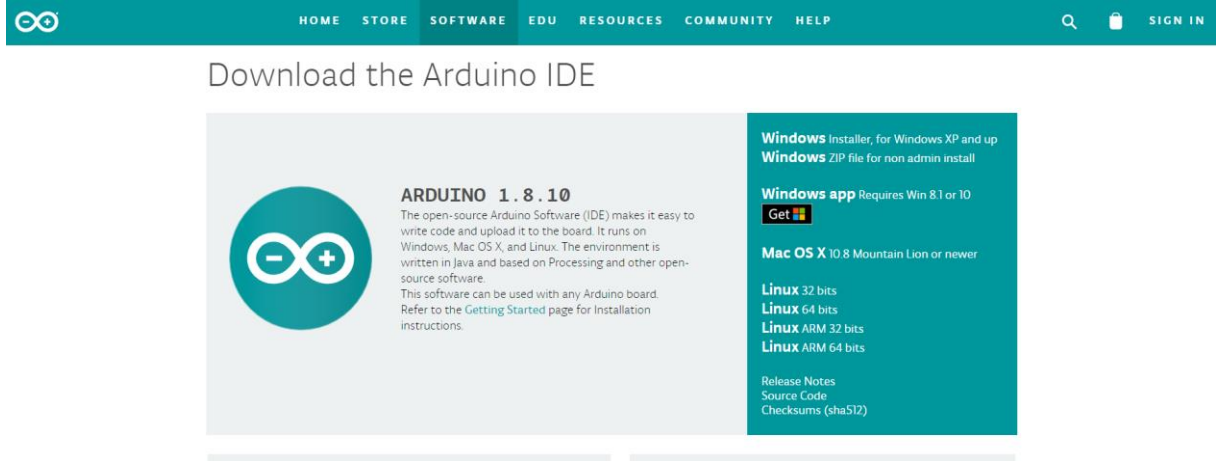 HOME STORE SOFTWARE EDU RESOURCES COMMUNITY HELP SIGN IN
Download the Arduino IDE
ARDUINO 1.8.10
The open-source Arduino Software (IDE) makes it easy to
write code and upload it to the board. It runs on
Windows, Mac OS X, and Linux. The environment is
written in Java and based on Processing and other open-
source software.
This software can be used with any Arduino board.
Refer to the Getting Started page for Installation
instructions.
Windows Installer, for Windows XP and up
Windows ZIP file for non admin install
Windows app Requires Win 8.1 or 10
Get
Mac OS X 10.8 Mountain Lion or newer
Linux 32 bits
Linux 64 bits
Linux ARM 32 bits
Linux ARM 64 bits
Release Notes
Source Code
Checksums (sha512)